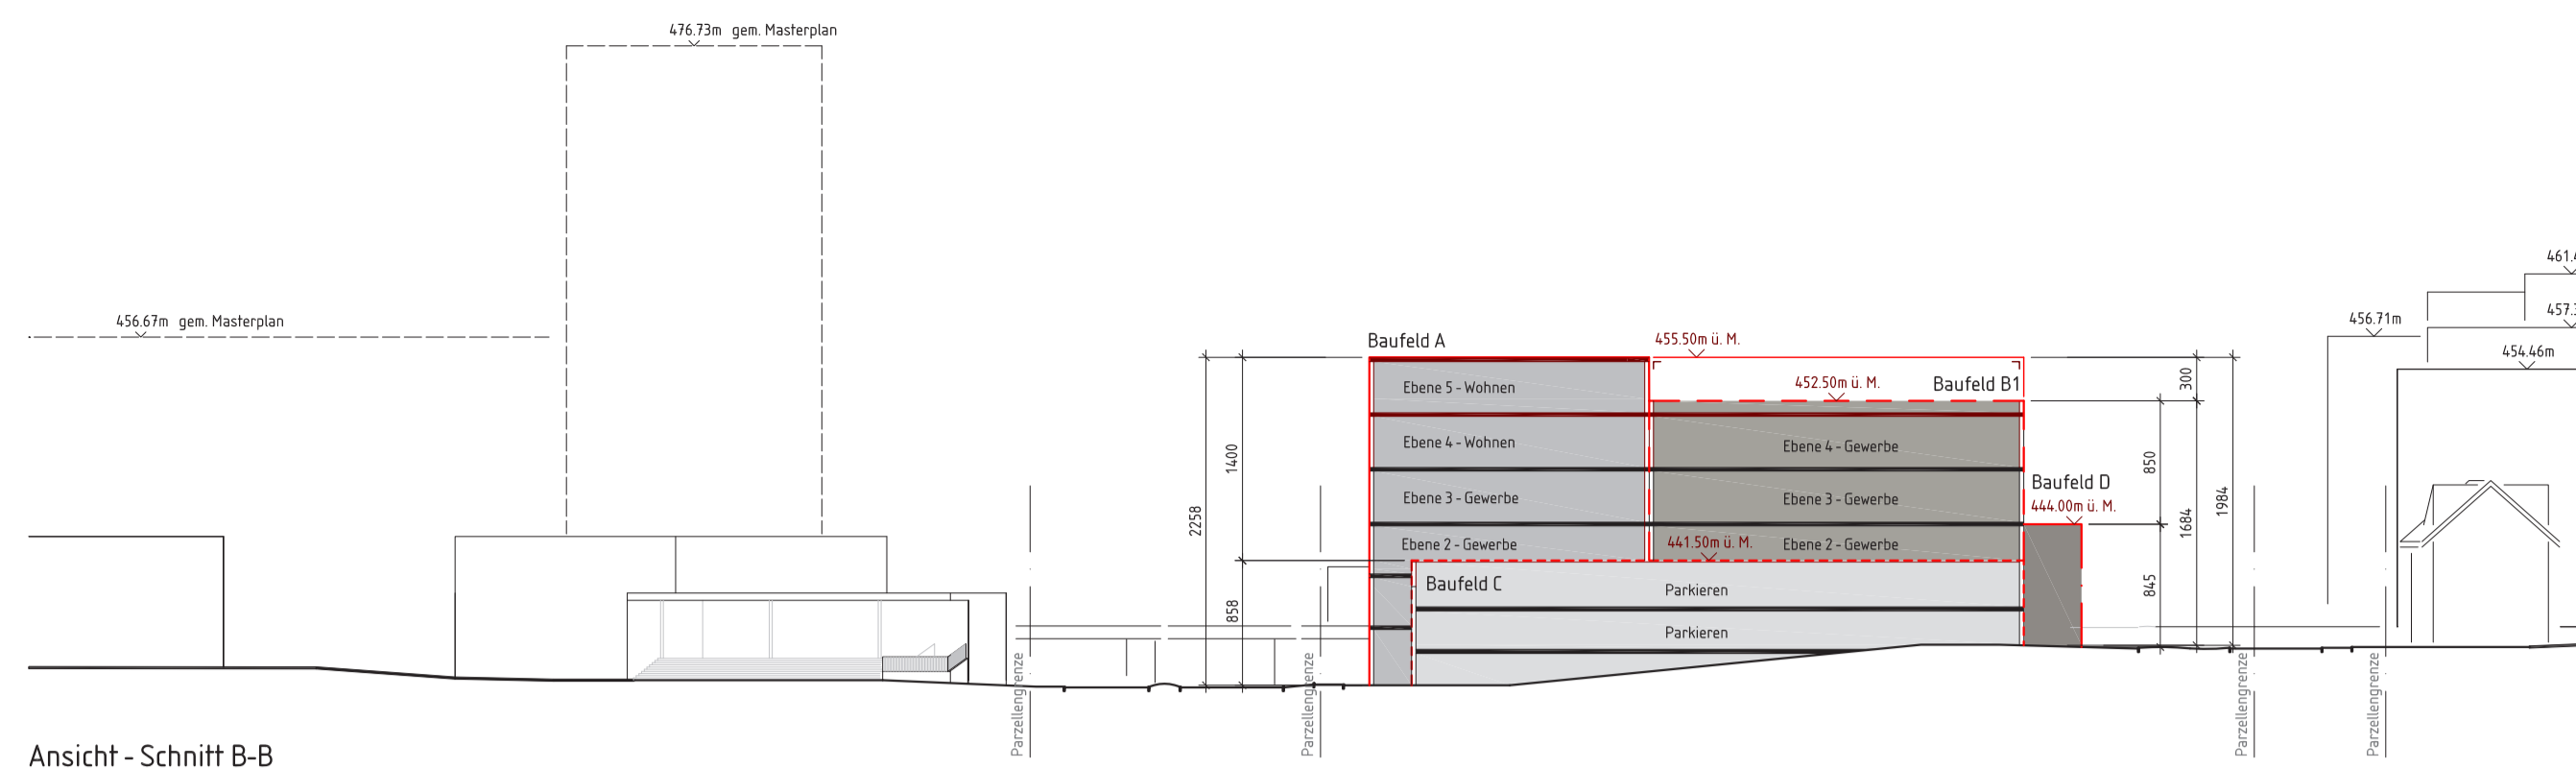 476.73m gem. Masterplan
456.67m gem. Masterplan
Baufeld A
455.50m ü. M.
452.50m ü. M.
Baufeld B1
Ebene 5 - Wohnen
Ebene 4 - Wohnen
Ebene 4 - Gewerbe
Ebene 3 - Gewerbe
Ebene 3 - Gewerbe
Ebene 2 - Gewerbe
441.50m ü. M.
Ebene 2 - Gewerbe
Baufeld C
Parkieren
Parkieren
Baufeld D
444.00m ü. M.
2258
1400
858
300
850
845
1684
1984
456.71m
454.46m
461.4
457.
Parzellengrenze
Parzellengrenze
Parzellengrenze
Parzellengrenze
Ansicht - Schnitt B-B